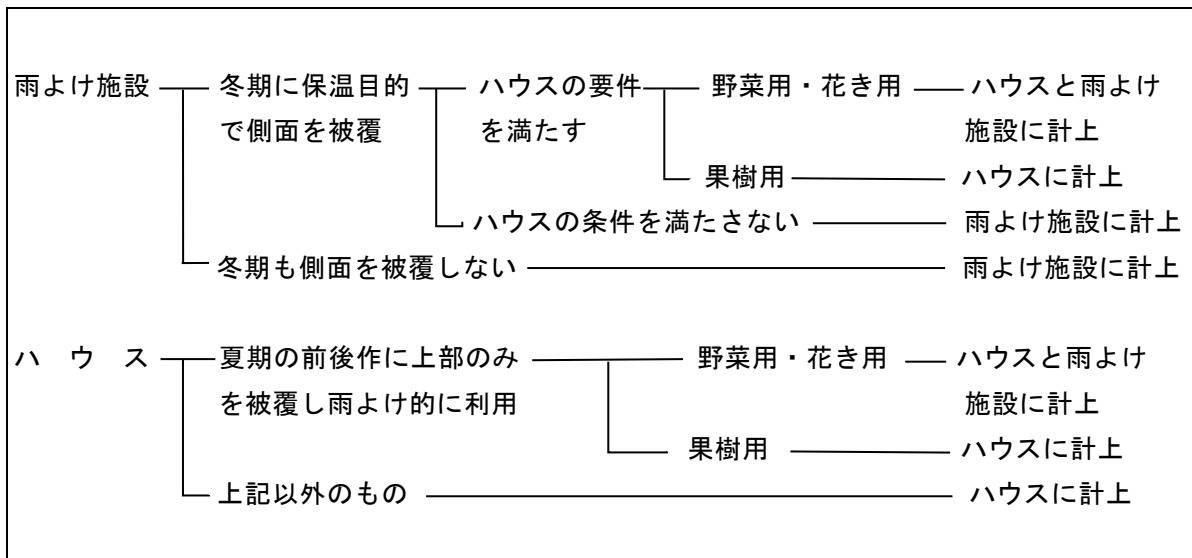 雨よけ施設 冬期に保温目的 ハウスの要件 野菜用・花き用 ハウスと雨よけ
で側面を被覆 を満たす 施設に計上
果樹用 ハウスに計上
ハウスの条件を満たさない 雨よけ施設に計上
冬期も側面を被覆しない 雨よけ施設に計上
ハ ウ ス 夏期の前後作に上部のみ 野菜用・花き用 ハウスと雨よけ
を被覆し雨よけ的に利用 施設に計上
果樹用 ハウスに計上
上記以外のもの ハウスに計上